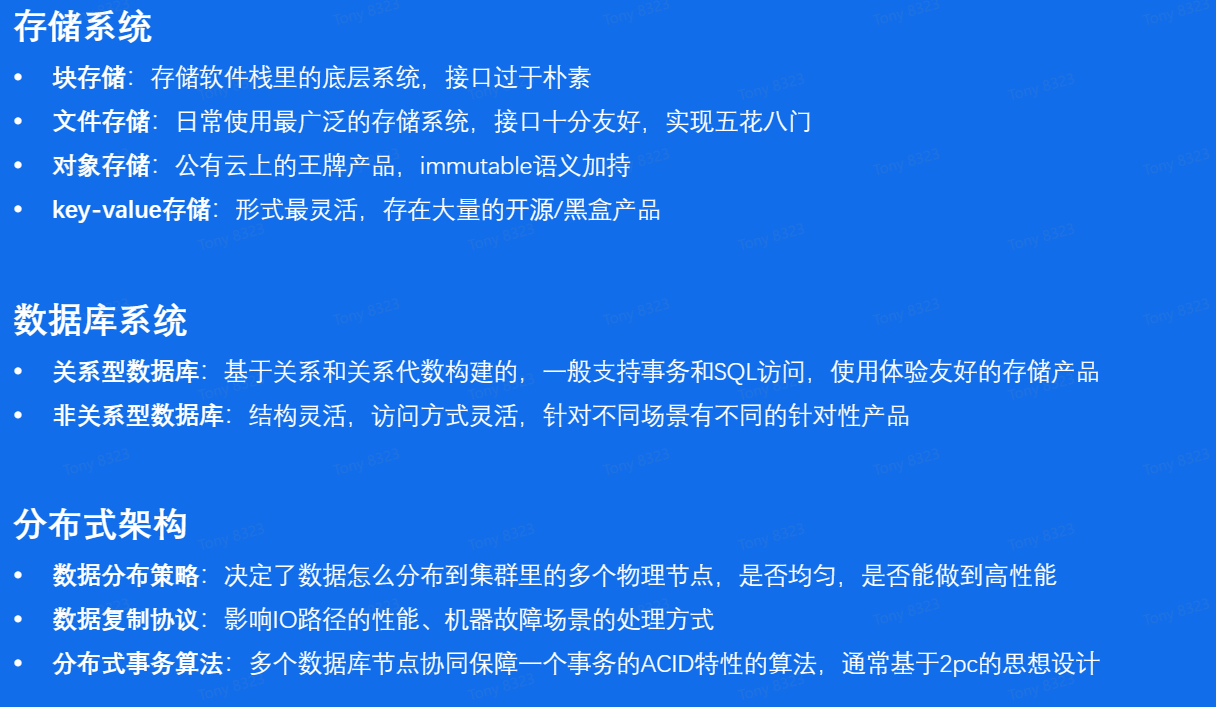 存储系统
• 块存储：存储软件栈里的底层系统，接口过于朴素
• 文件存储：日常使用最广泛的存储系统，接口十分友好，实现五花八门
• 对象存储：公有云上的王牌产品，immutable语义加持
• key-value存储：形式最灵活，存在大量的开源/黑盒产品
数据库系统
• 关系型数据库：基于关系和关系代数构建的，一般支持事务和SQL访问，使用体验友好的存储产品
• 非关系型数据库：结构灵活，访问方式灵活，针对不同场景有不同的针对性产品
分布式架构
• 数据分布策略：决定了数据怎么分布到集群里的多个物理节点，是否均匀，是否能做到高性能
• 数据复制协议：影响IO路径的性能、机器故障场景的处理方式
• 分布式事务算法：多个数据库节点协同保障一个事务的ACID特性的算法，通常基于2pc的思想设计
Tony 8323